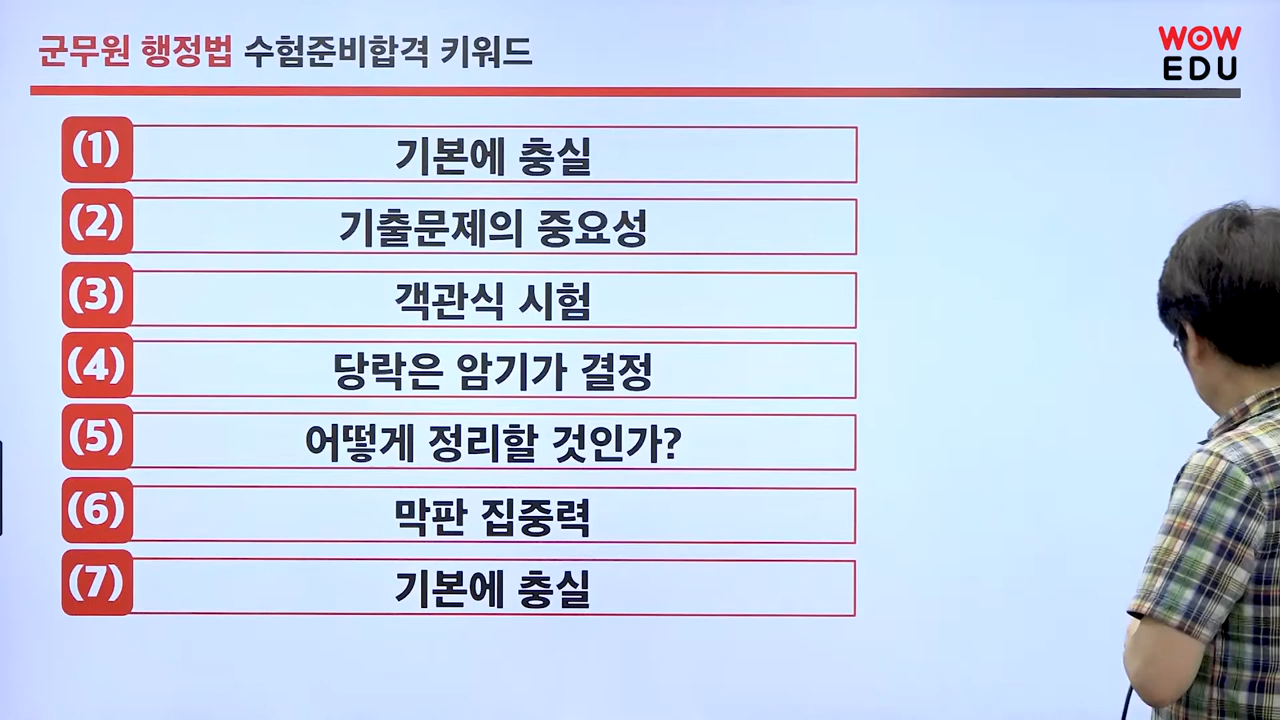 군무원 행정법 수험준비합격 키워드
WOW
EDU
(1) 기본에 충실
(2) 기출문제의 중요성
(3) 객관식 시험
(4) 당락은 암기가 결정
(5) 어떻게 정리할 것인가?
(6) 막판 집중력
(7) 기본에 충실